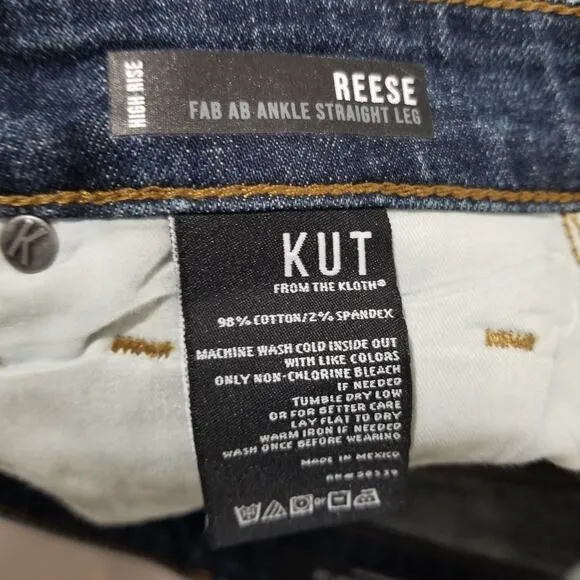 HIGH RISE
REESE
FAB AB ANKLE STRAIGHT LEG
K
KUT
FROM THE KLOTH®
98% COTTON/2% SPANDEX
MACHINE WASH COLD INSIDE OUT
WITH LIKE COLORS
ONLY NON-CHLORINE BLEACH
IF NEEDED
TUMBLE DRY LOW
OR FOR BETTER CARE
LAY FLAT TO DRY
WARM IRON IF NEEDED
WASH ONCE BEFORE WEARING
MADE IN MEXICO
OR